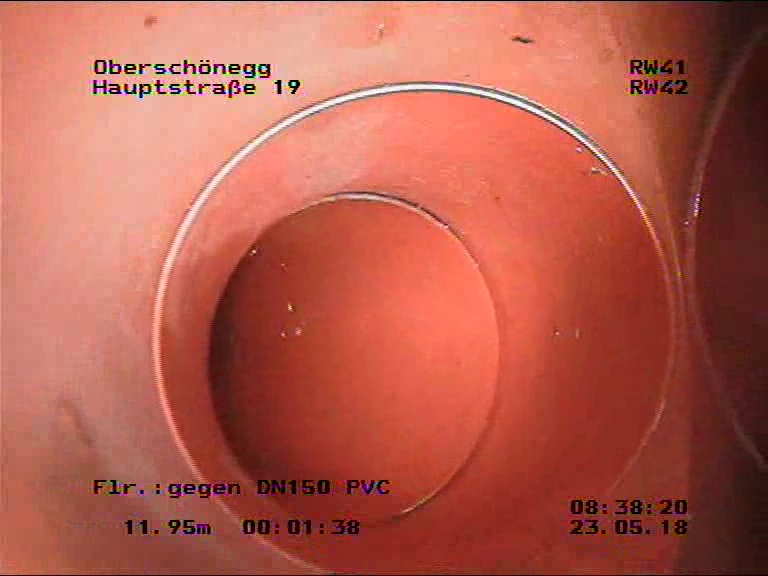 Oberschönegg
Hauptstraße 19
RW41
RW42
Flr.:gegen DN150 PVC
11.95m 00:01:38
08:38:20
23.05.18